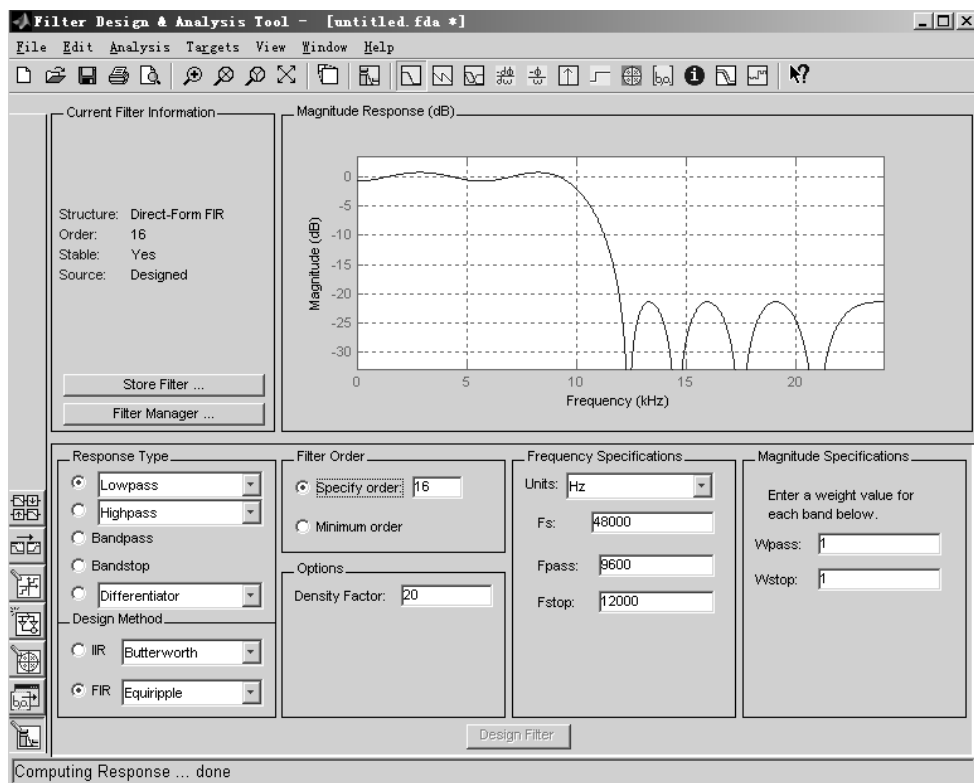 Filter Design & Analysis Tool - [untitled.fda *]
File Edit Analysis Targets View Window Help
Current Filter Information
Structure: Direct-Form FIR
Order: 16
Stable: Yes
Source: Designed
Store Filter ...
Filter Manager ...
Magnitude Response (dB)
Magnitude (dB)
0
-5
-10
-15
-20
-25
-30
0 5 10 15 20
Frequency (kHz)
Response Type
Lowpass
Highpass
Bandpass
Bandstop
Differentiator
Design Method
IIR Butterworth
FIR Equiripple
Filter Order
Specify order: 16
Minimum order
Options
Density Factor: 20
Frequency Specifications
Units: Hz
Fs: 48000
Fpass: 9600
Fstop: 12000
Magnitude Specifications
Enter a weight value for
each band below.
Wpass: 1
Wstop: 1
Design Filter
Computing Response ... done